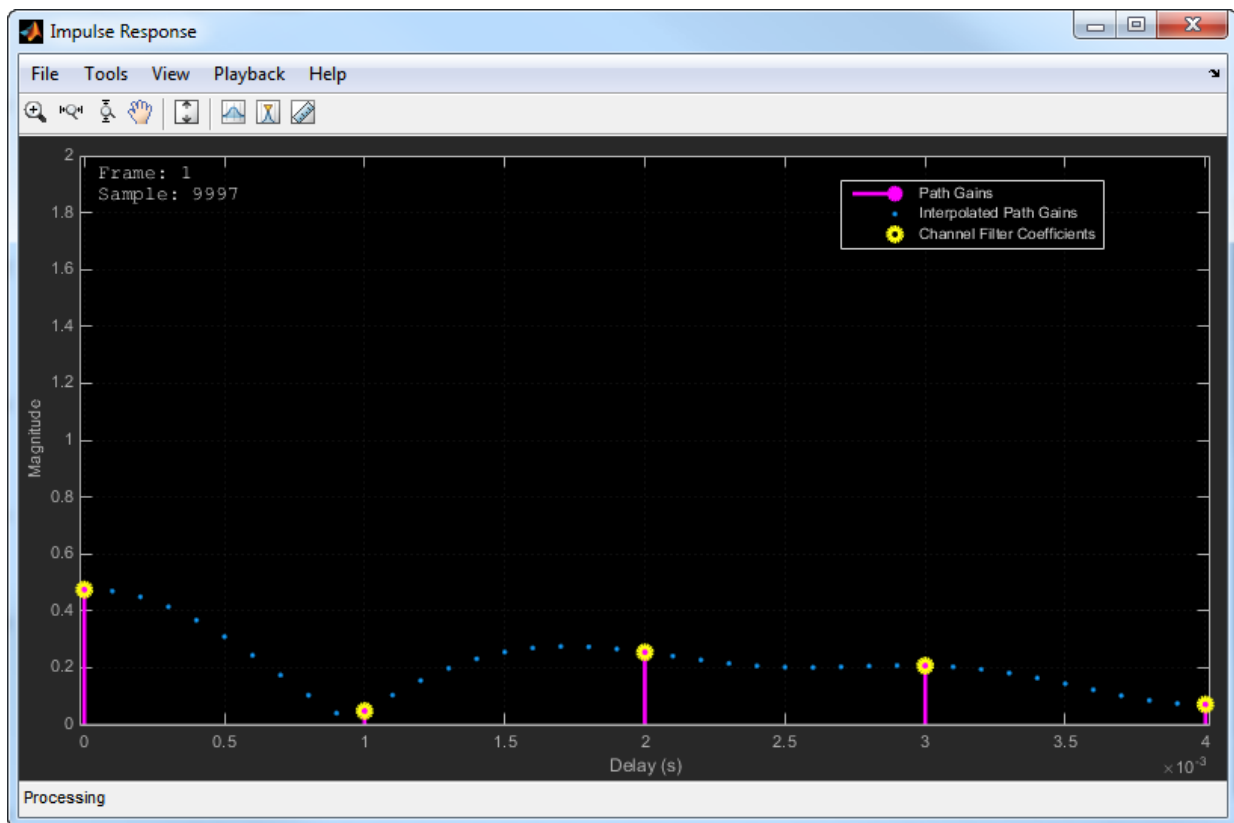 Impulse Response
File Tools View Playback Help
Frame: 1
Sample: 9997
Path Gains
Interpolated Path Gains
Channel Filter Coefficients
2
1.8
1.6
1.4
1.2
1
0.8
0.6
0.4
0.2
0
Magnitude
0 0.5 1 1.5 2 2.5 3 3.5 4
Delay (s)
×10⁻³
Processing